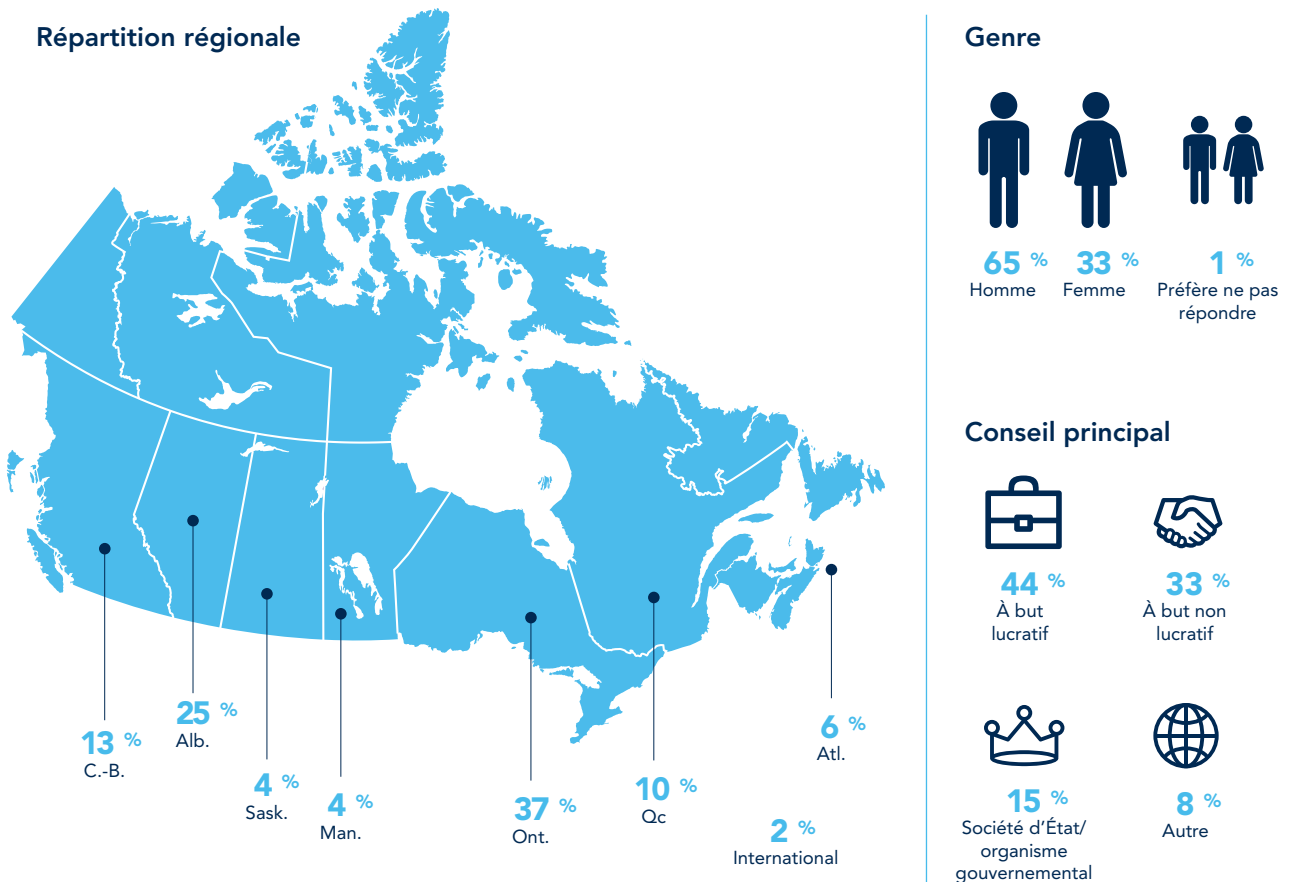 Répartition régionale
13 %
C.-B.
25 %
Alb.
4 %
Sask.
4 %
Man.
37 %
Ont.
10 %
Qc
6 %
Atl.
2 %
International
Genre
65 %
Homme
33 %
Femme
1 %
Préfère ne pas
répondre
Conseil principal
44 %
À but
lucratif
33 %
À but non
lucratif
15 %
Société d’État/
organisme
gouvernemental
8 %
Autre